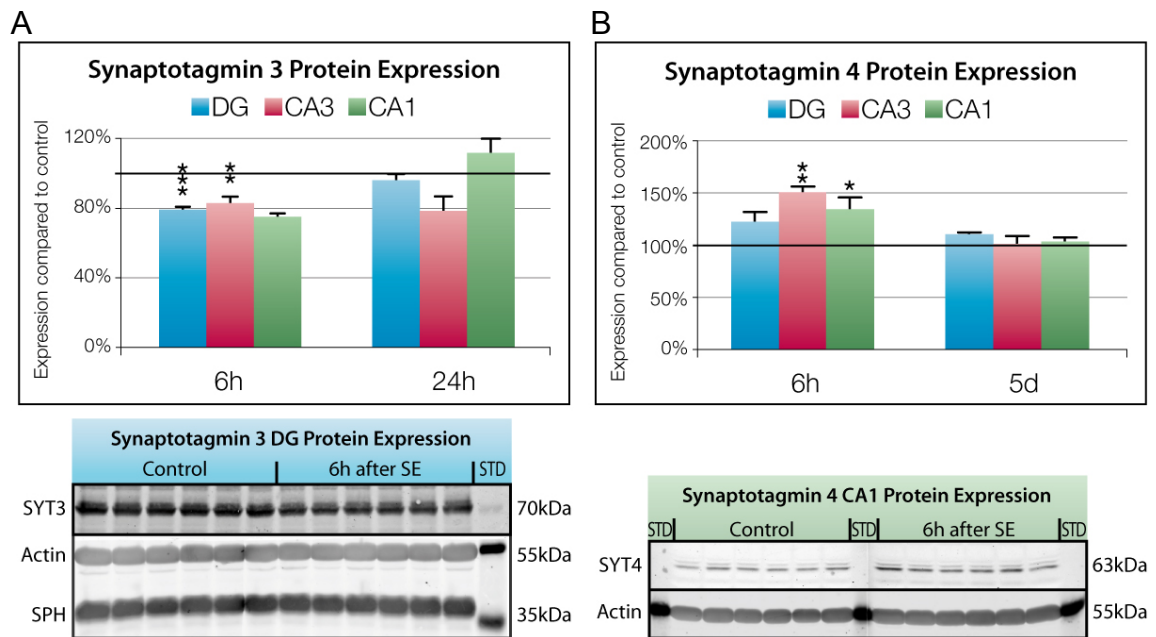 A
Synaptotagmin 3 Protein Expression
DG CA3 CA1
Expression compared to control
120%
80%
40%
0%
*** **
6h 24h
Synaptotagmin 3 DG Protein Expression
Control 6h after SE STD
SYT3 70kDa
Actin 55kDa
SPH 35kDa
B
Synaptotagmin 4 Protein Expression
DG CA3 CA1
Expression compared to control
200%
150%
100%
50%
0%
** *
6h 5d
Synaptotagmin 4 CA1 Protein Expression
STD Control STD 6h after SE STD
SYT4 63kDa
Actin 55kDa